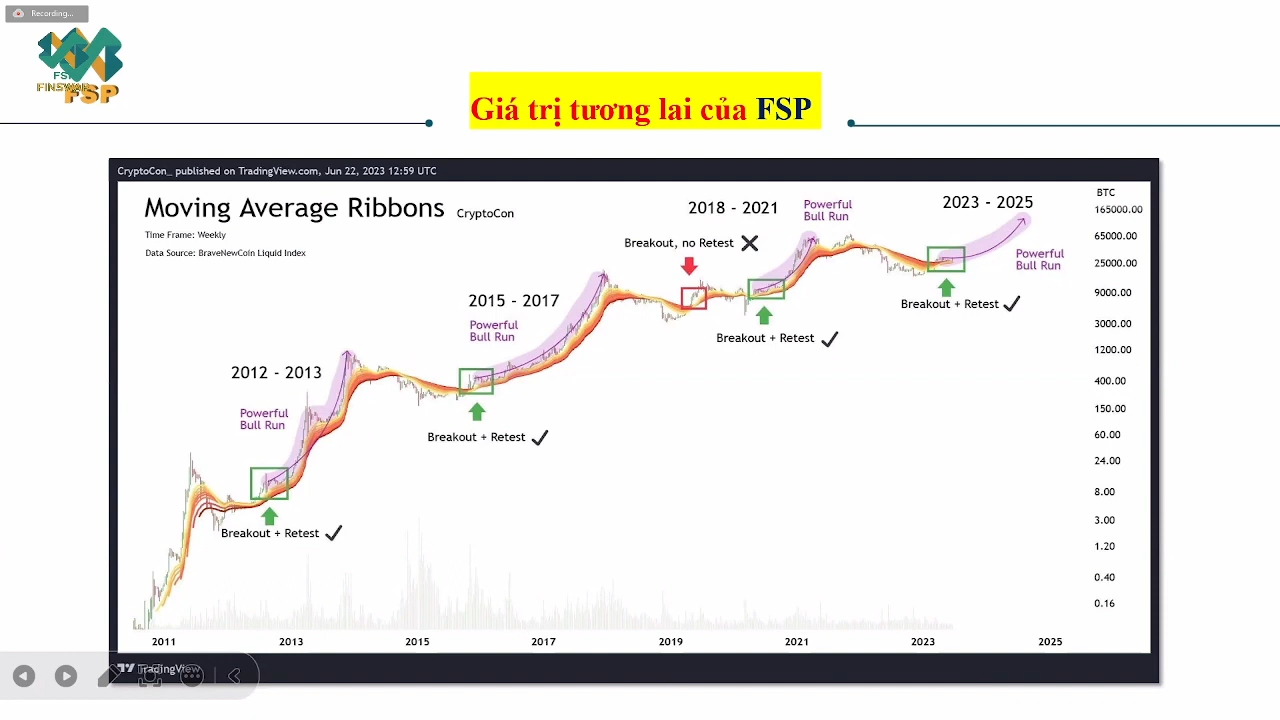 Recording...
FSP
Giá trị tương lai của FSP
CryptoCon_ published on TradingView.com, Jun 22, 2023 12:59 UTC
Moving Average Ribbons CryptoCon
Time Frame: Weekly
Data Source: BraveNewCoin Liquid Index
2018 - 2021
Powerful
Bull Run
2023 - 2025
BTC
165000.00
65000.00
25000.00
9000.00
3000.00
1200.00
400.00
150.00
60.00
24.00
8.00
3.00
1.20
0.40
0.16
Breakout, no Retest
Powerful
Bull Run
Breakout + Retest
2015 - 2017
Powerful
Bull Run
Breakout + Retest
2012 - 2013
Powerful
Bull Run
Breakout + Retest
Breakout + Retest
2011
2013
2015
2017
2019
2021
2023
2025
TradingView